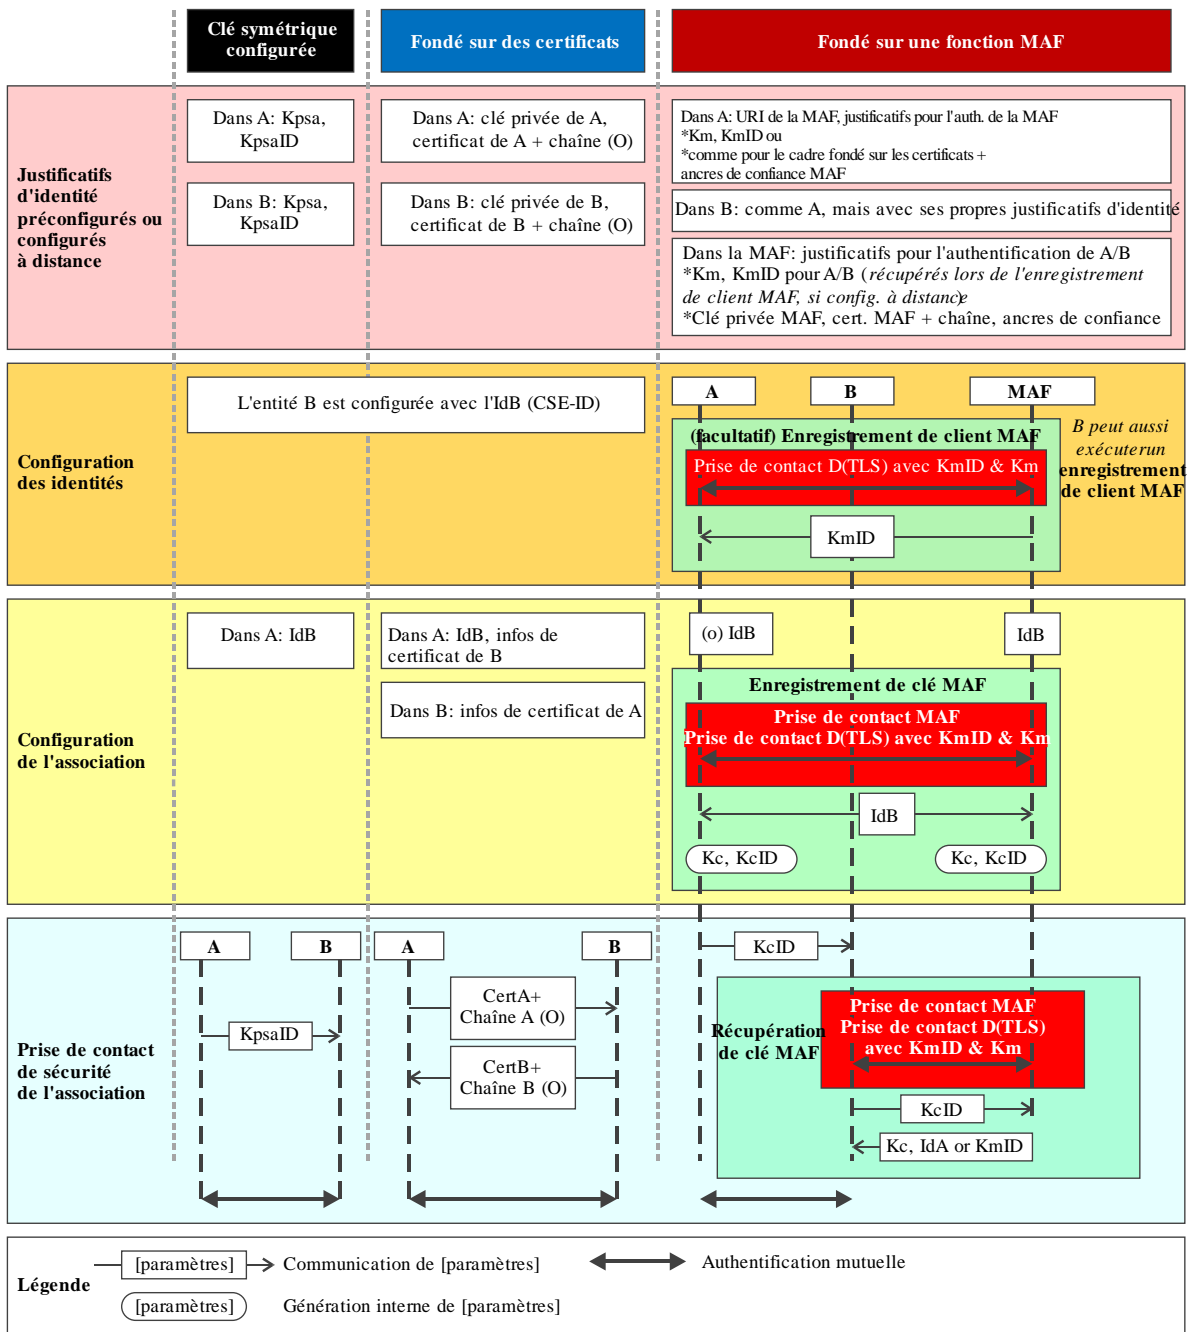 Clé symétrique
configurée
Fondé sur des certificats
Fondé sur une fonction MAF
Justificatifs
d'identité
préconfigurés ou
configurés
à distance
Dans A: Kpsa,
KpsaID
Dans B: Kpsa,
KpsaID
Dans A: clé privée de A,
certificat de A + chaîne (O)
Dans B: clé privée de B,
certificat de B + chaîne (O)
Dans A: URI de la MAF, justificatifs pour l'auth. de la MAF
*Km, KmID ou
*comme pour le cadre fondé sur les certificats +
ancres de confiance MAF
Dans B: comme A, mais avec ses propres justificatifs d'identité
Dans la MAF: justificatifs pour l'authentification de A/B
*Km, KmID pour A/B (récupérés lors de l'enregistrement
de client MAF, si config. à distance)
*Clé privée MAF, cert. MAF + chaîne, ancres de confiance
Configuration
des identités
L'entité B est configurée avec l'IdB (CSE-ID)
A
B
MAF
(facultatif) Enregistrement de client MAF
Prise de contact D(TLS) avec KmID & Km
KmID
B peut aussi
exécuterun
enregistrement
de client MAF
Configuration
de l'association
Dans A: IdB
Dans A: IdB, infos de
certificat de B
Dans B: infos de certificat de A
(o) IdB
IdB
Enregistrement de clé MAF
Prise de contact MAF
Prise de contact D(TLS) avec KmID & Km
IdB
Kc, KcID
Kc, KcID
Prise de contact
de sécurité
de l'association
A
B
KpsaID
A
B
CertA+
Chaîne A (O)
CertB+
Chaîne B (O)
KcID
Récupération
de clé MAF
Prise de contact MAF
Prise de contact D(TLS)
avec KmID & Km
KcID
Kc, IdA or KmID
Légende
[paramètres]
Communication de [paramètres]
Authentification mutuelle
[paramètres]
Génération interne de [paramètres]